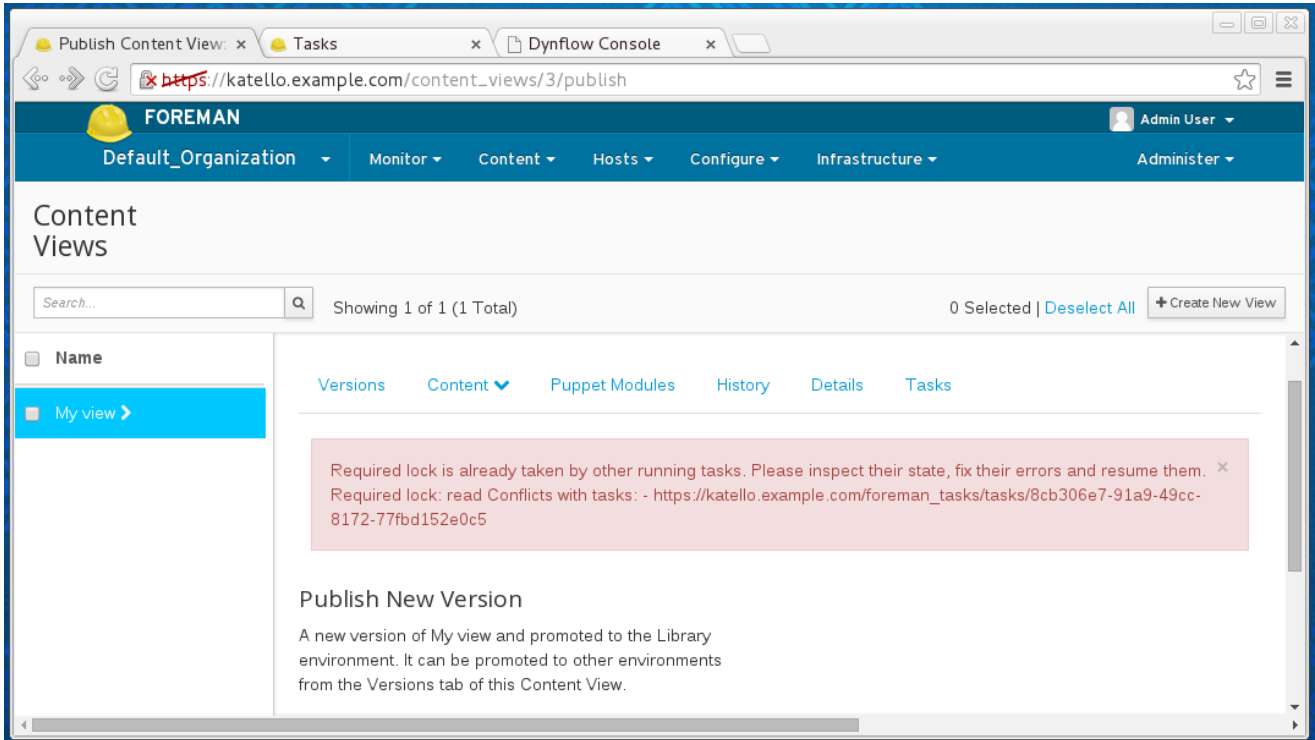 Publish Content View: × Tasks × Dynflow Console ×
https://katello.example.com/content_views/3/publish
FOREMAN Admin User
Default_Organization Monitor Content Hosts Configure Infrastructure Administer
Content
Views
Search... Showing 1 of 1 (1 Total) 0 Selected | Deselect All +Create New View
Name
Versions Content Puppet Modules History Details Tasks
My view
Required lock is already taken by other running tasks. Please inspect their state, fix their errors and resume them. ×
Required lock: read Conflicts with tasks: - https://katello.example.com/foreman_tasks/tasks/8cb306e7-91a9-49cc-
8172-77fbd152e0c5
Publish New Version
A new version of My view and promoted to the Library
environment. It can be promoted to other environments
from the Versions tab of this Content View.